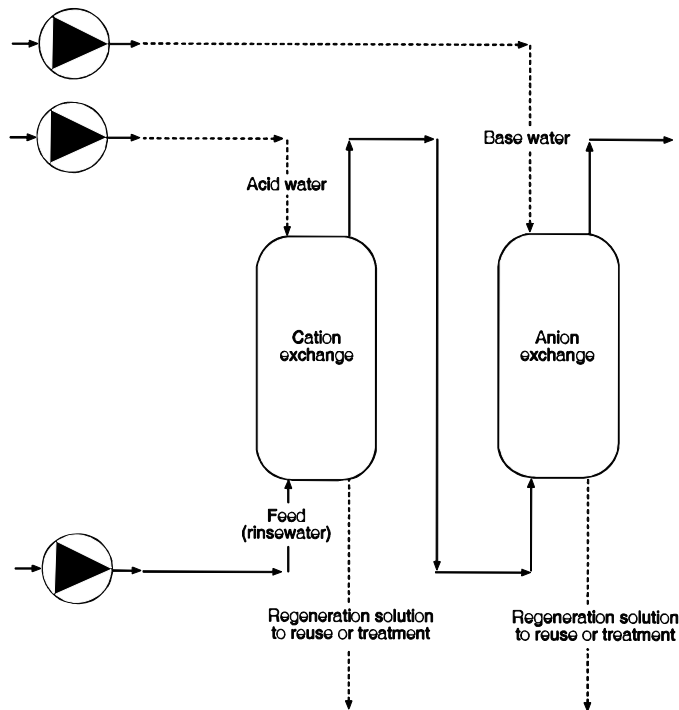 Base water
Acid water
Cation
exchange
Anion
exchange
Feed
(rinsewater)
Regeneration solution
to reuse or treatment
Regeneration solution
to reuse or treatment